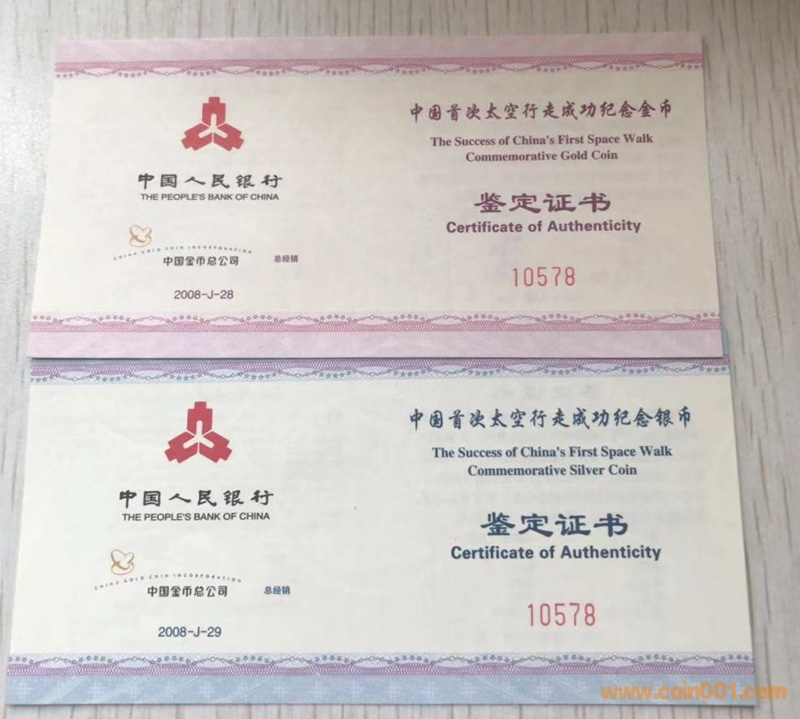 中国人民银行
THE PEOPLE'S BANK OF CHINA
CHINA GOLD COIN INCORPORATION
中国金币总公司 总经销
2008-J-28
中国首次太空行走成功纪念金币
The Success of China's First Space Walk
Commemorative Gold Coin
鉴定证书
Certificate of Authenticity
10578
中国人民银行
THE PEOPLE'S BANK OF CHINA
CHINA GOLD COIN INCORPORATION
中国金币总公司 总经销
2008-J-29
中国首次太空行走成功纪念银币
The Success of China's First Space Walk
Commemorative Silver Coin
鉴定证书
Certificate of Authenticity
10578
www.coin001.com